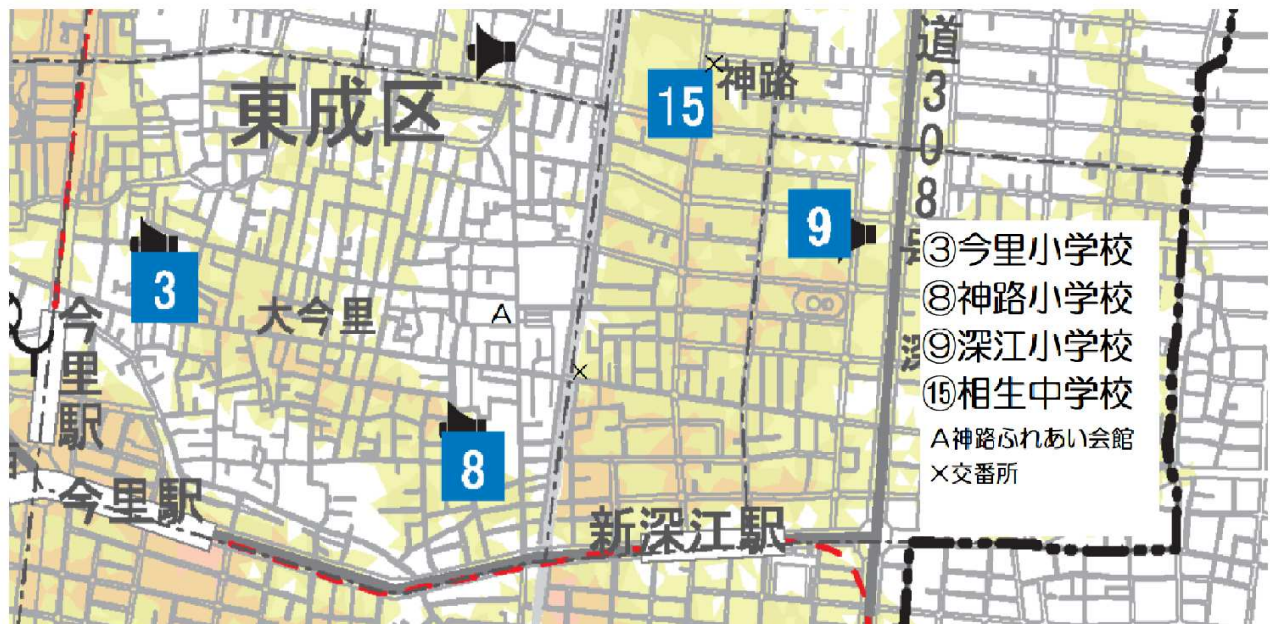 東成区
15
神路
道308号
3
9
大今里
A
今里駅
8
今里駅
新深江駅
③今里小学校
⑧神路小学校
⑨深江小学校
⑮相生中学校
A神路ふれあい会館
×交番所